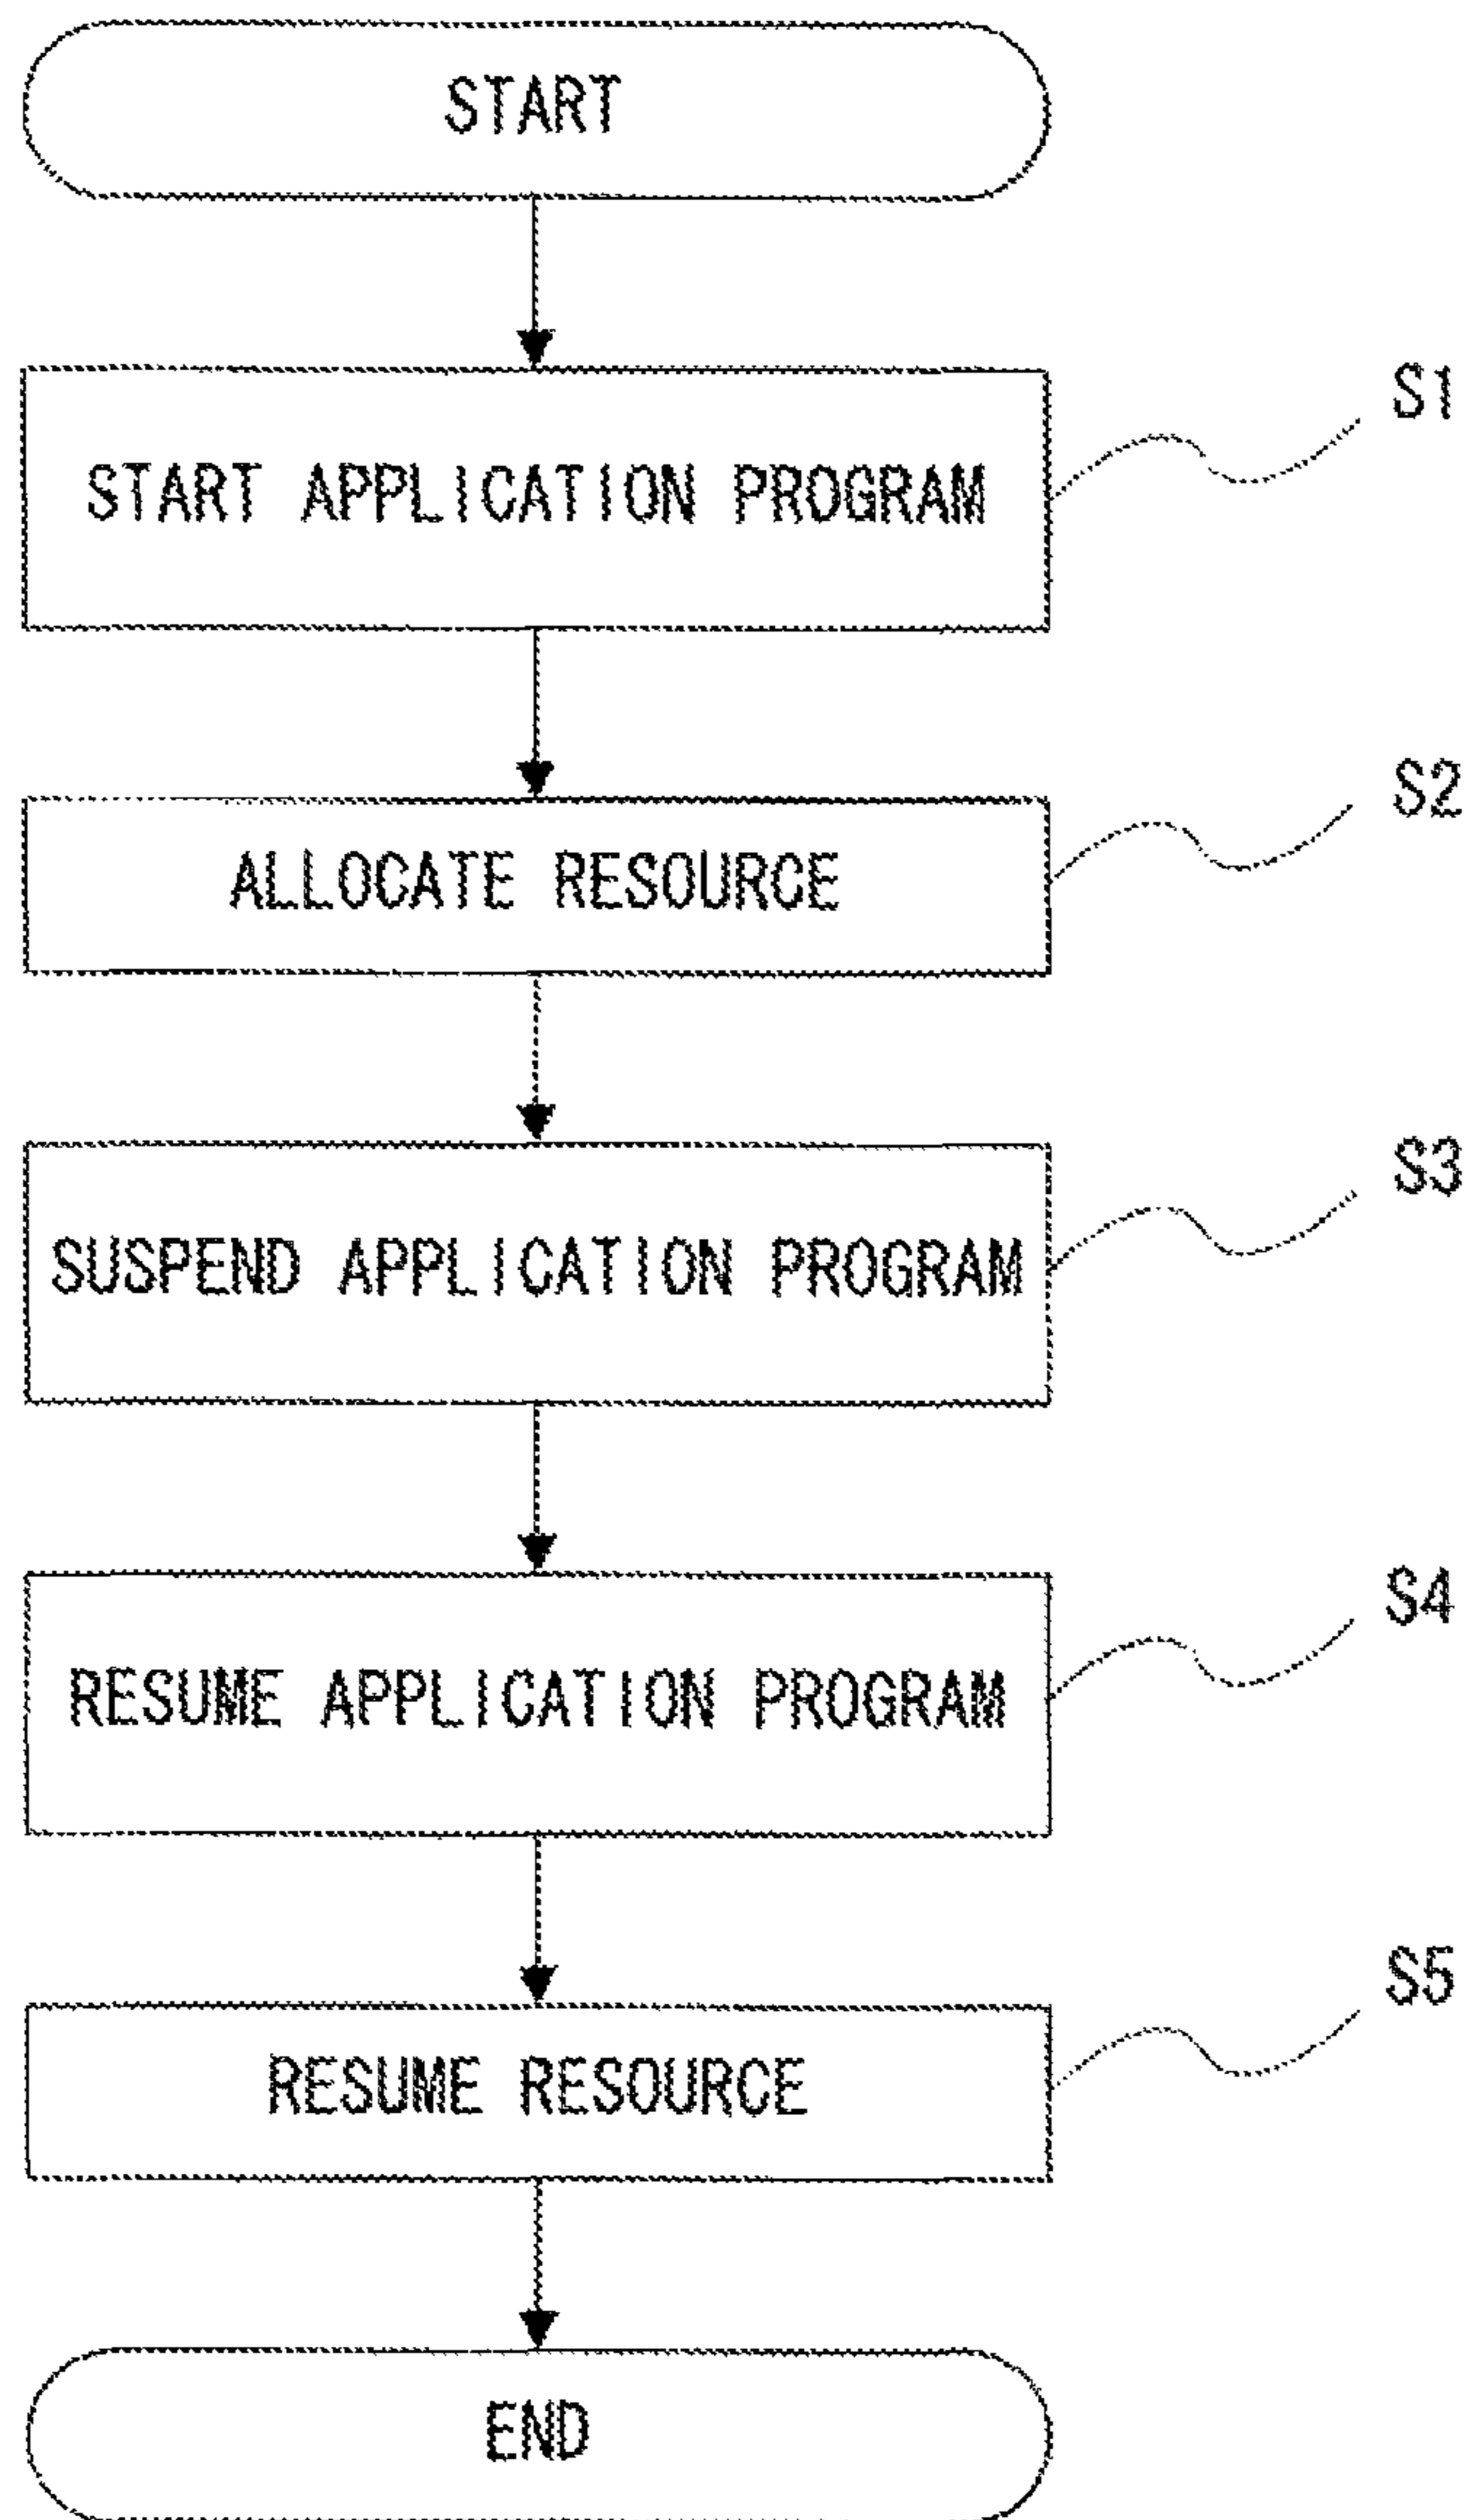 START
START APPLICATION PROGRAM
S1
ALLOCATE RESOURCE
S2
SUSPEND APPLICATION PROGRAM
S3
RESUME APPLICATION PROGRAM
S4
RESUME RESOURCE
S5
END